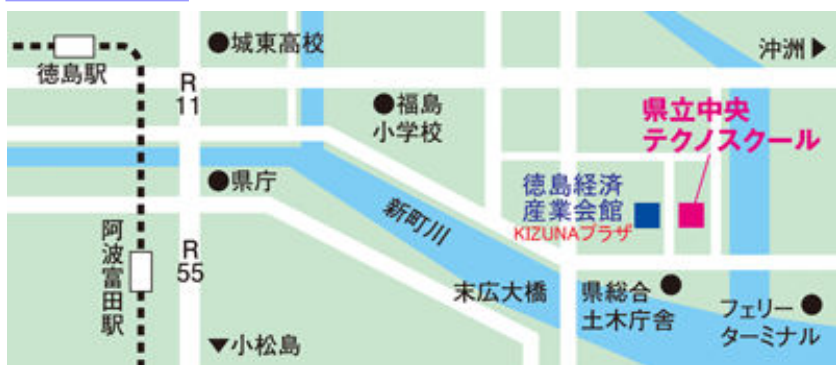 ●城東高校
沖洲▶
徳島駅
R
11
●福島
小学校
県立中央
テクノスクール
●県庁
徳島経済
産業会館
KIZUNAプラザ
新町川
阿波富田駅
R
55
末広大橋
県総合●
土木庁舎
フェリー●
ターミナル
▼小松島